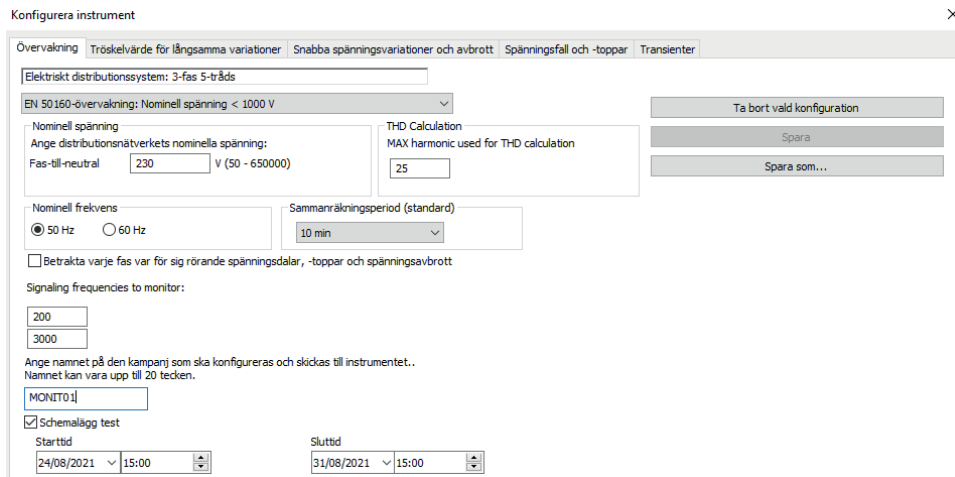 Konfigurera instrument
Övervakning Tröskelvärde för långsamma variationer Snabba spänningsvariationer och avbrott Spänningsfall och -toppar Transienter
Elektriskt distributionssystem: 3-fas 5-tråds
EN 50160-övervakning: Nominell spänning < 1000 V
Ta bort vald konfiguration
Spara
Spara som...
Nominell spänning
Ange distributionsnätverkets nominella spänning:
Fas-till-neutral 230 V (50 - 650000)
THD Calculation
MAX harmonic used for THD calculation
25
Nominell frekvens
50 Hz 60 Hz
Sammanräkningsperiod (standard)
10 min
Betrakta varje fas var för sig rörande spänningsdalar, -toppar och spänningsavbrott
Signaling frequencies to monitor:
200
3000
Ange namnet på den kampanj som ska konfigureras och skickas till instrumentet..
Namnet kan vara upp till 20 tecken.
MONIT01
Schemalägg test
Starttid
24/08/2021 15:00
Sluttid
31/08/2021 15:00